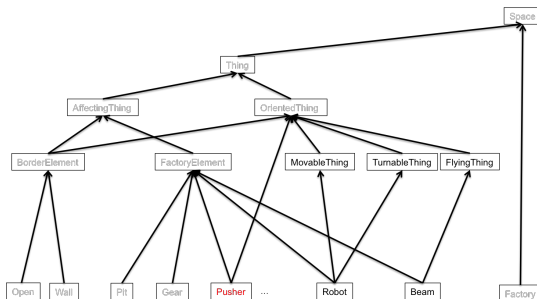 Space
Thing
AffectingThing
OrientedThing
BorderElement
FactoryElement
MovableThing
TurnableThing
FlyingThing
Open
Wall
Pit
Gear
Pusher
...
Robot
Beam
Factory